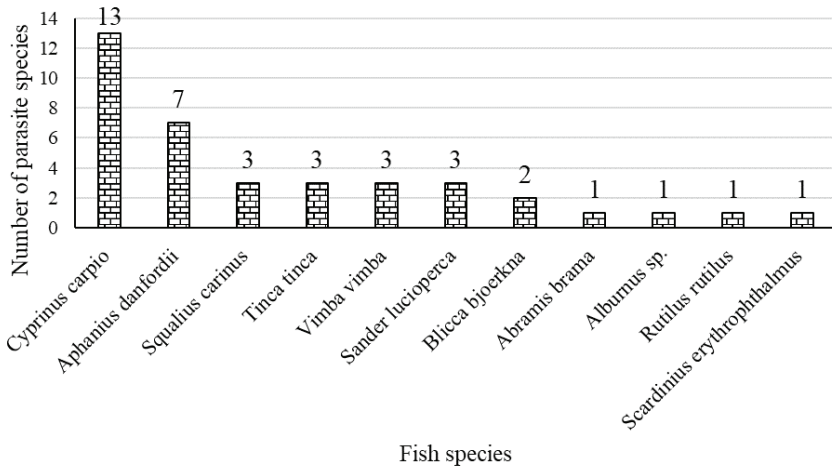 Number of parasite species
14
12
10
8
6
4
2
0
13
7
3
3
3
3
2
1
1
1
1
Cyprinus carpio
Aphanius danfordii
Squalius carinus
Tinca tinca
Vimba vimba
Sander lucioperca
Blicca bjoerkna
Abramis brama
Alburnus sp.
Rutilus rutilus
Scardinius erythrophthalmus
Fish species